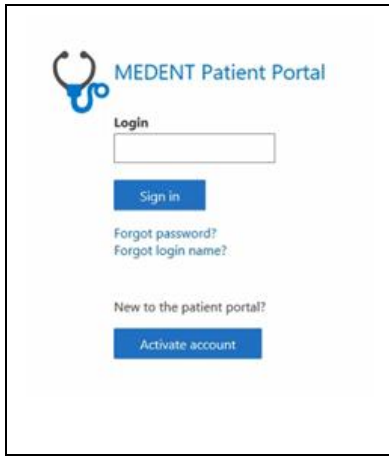 MEDENT Patient Portal
Login
Sign in
Forgot password?
Forgot login name?
New to the patient portal?
Activate account